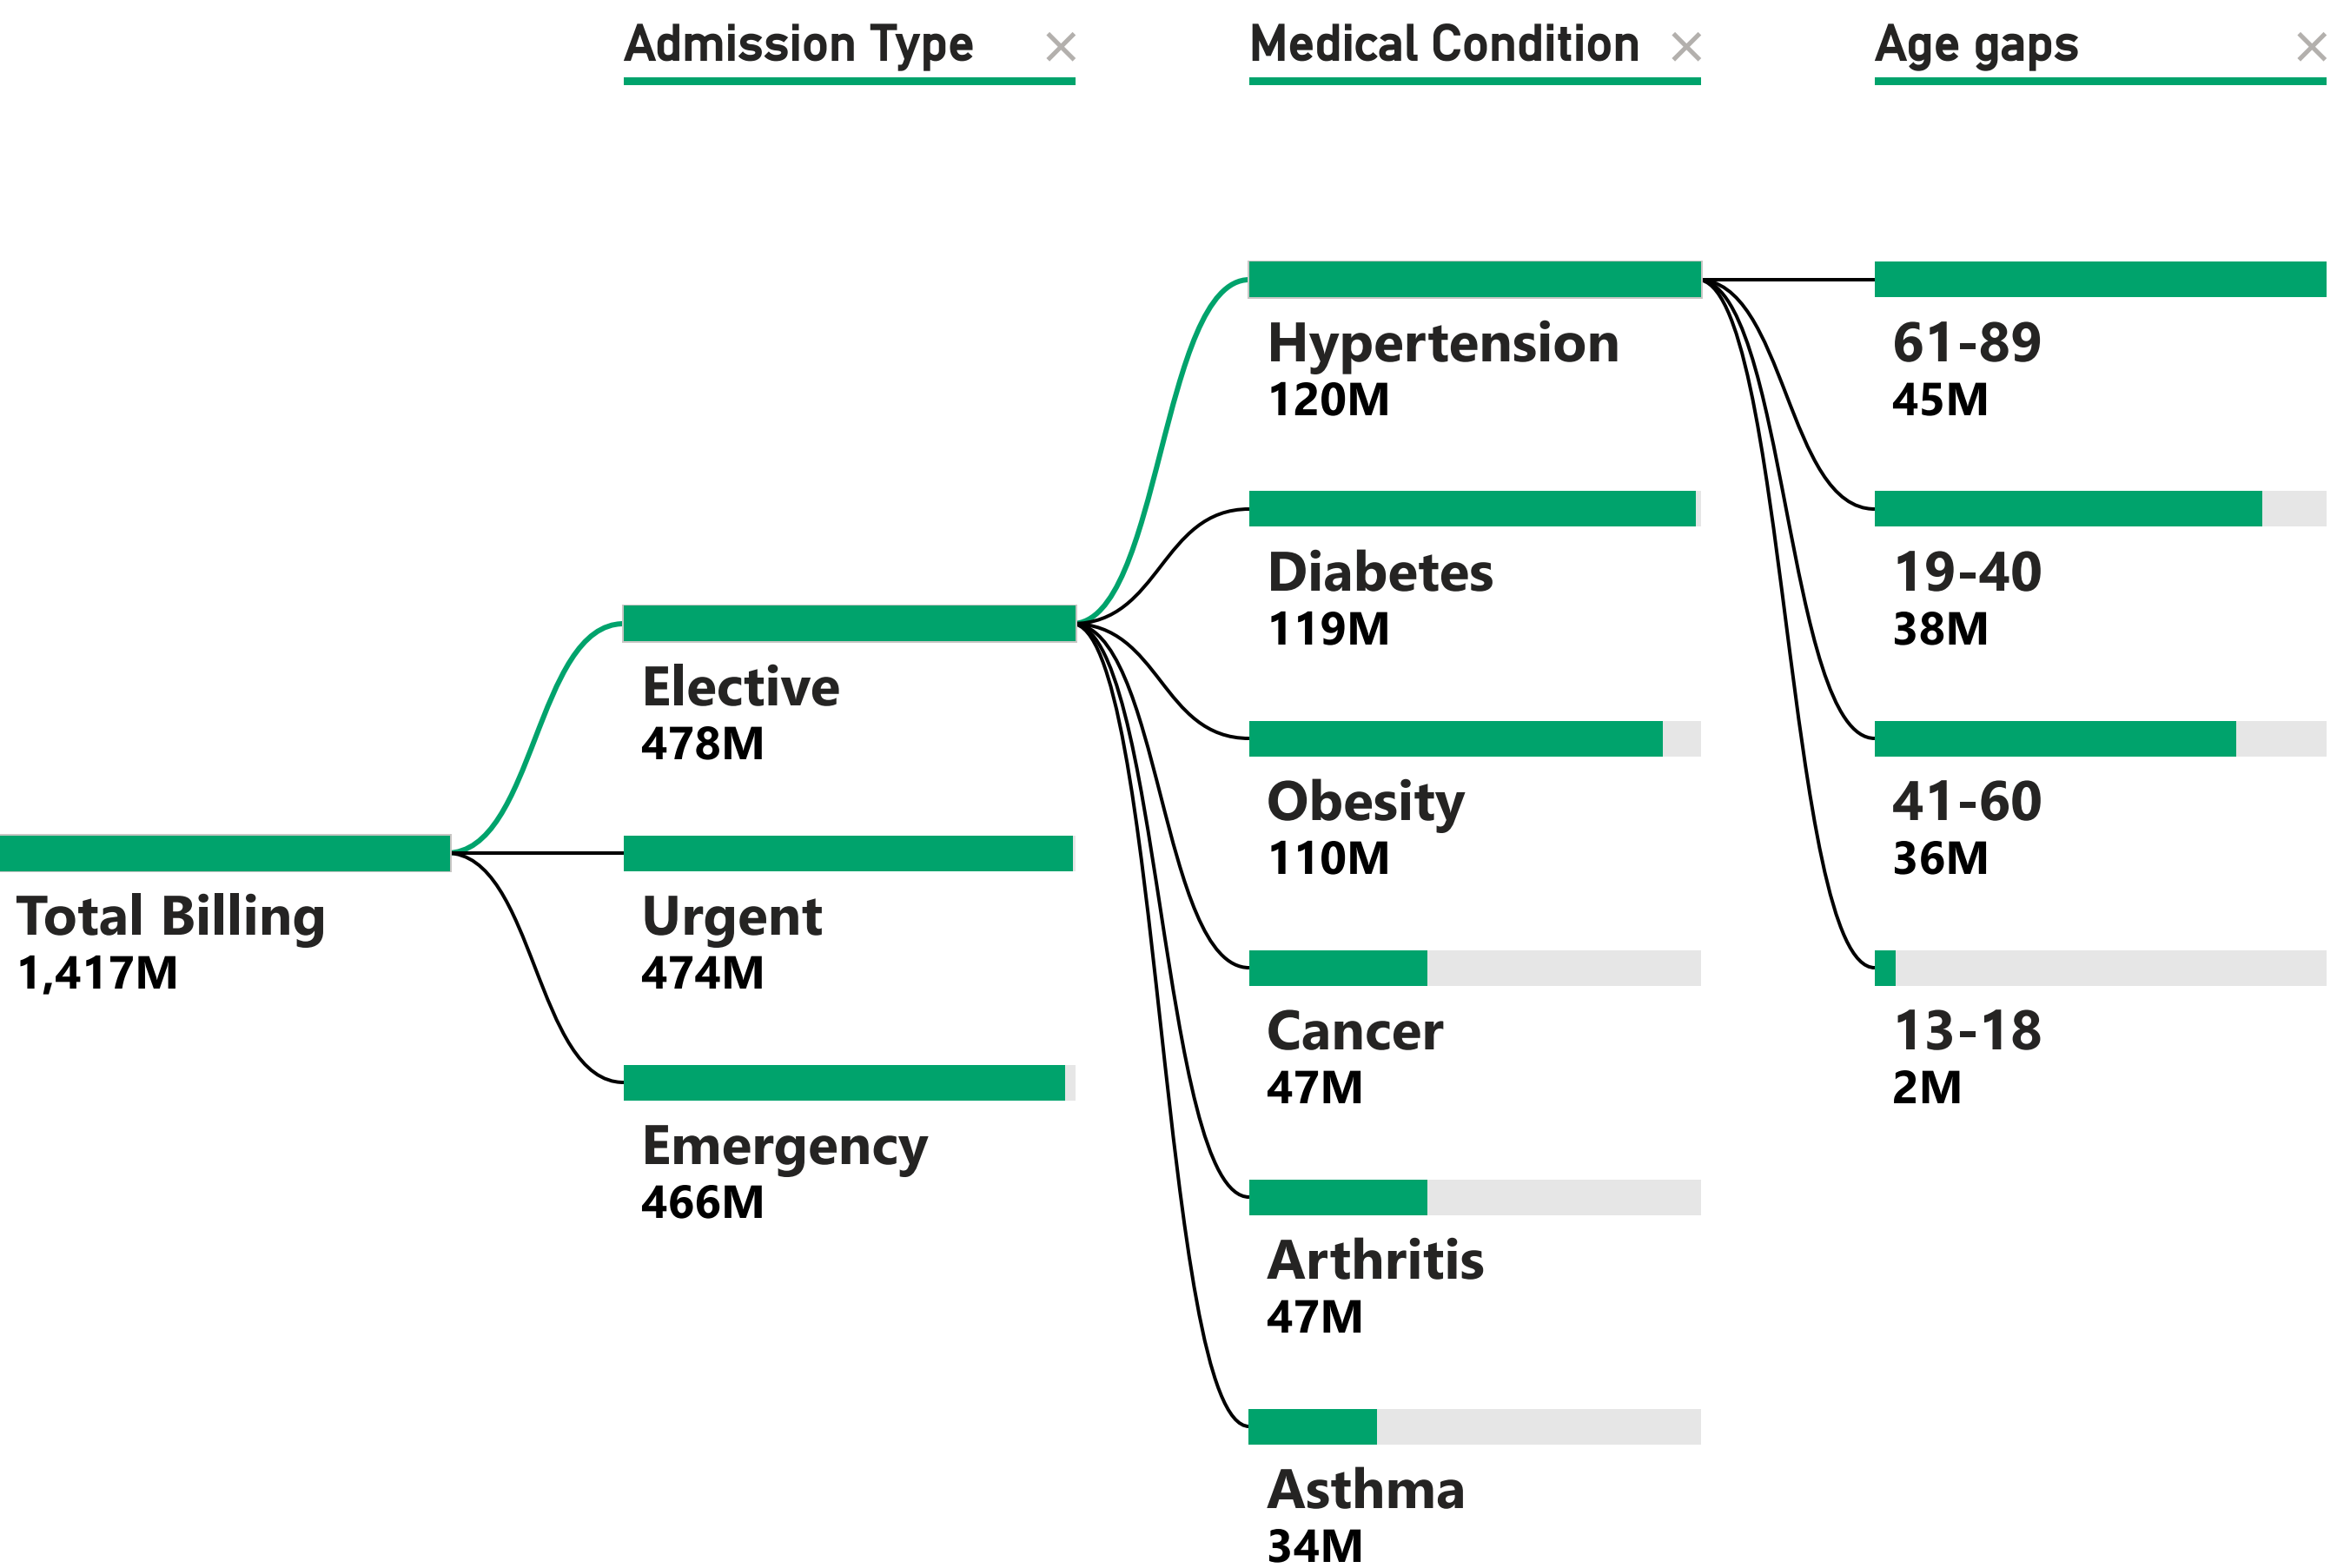 Admission Type
Medical Condition
Age gaps
Total Billing
1,417M
Elective
478M
Urgent
474M
Emergency
466M
Hypertension
120M
Diabetes
119M
Obesity
110M
Cancer
47M
Arthritis
47M
Asthma
34M
61-89
45M
19-40
38M
41-60
36M
13-18
2M